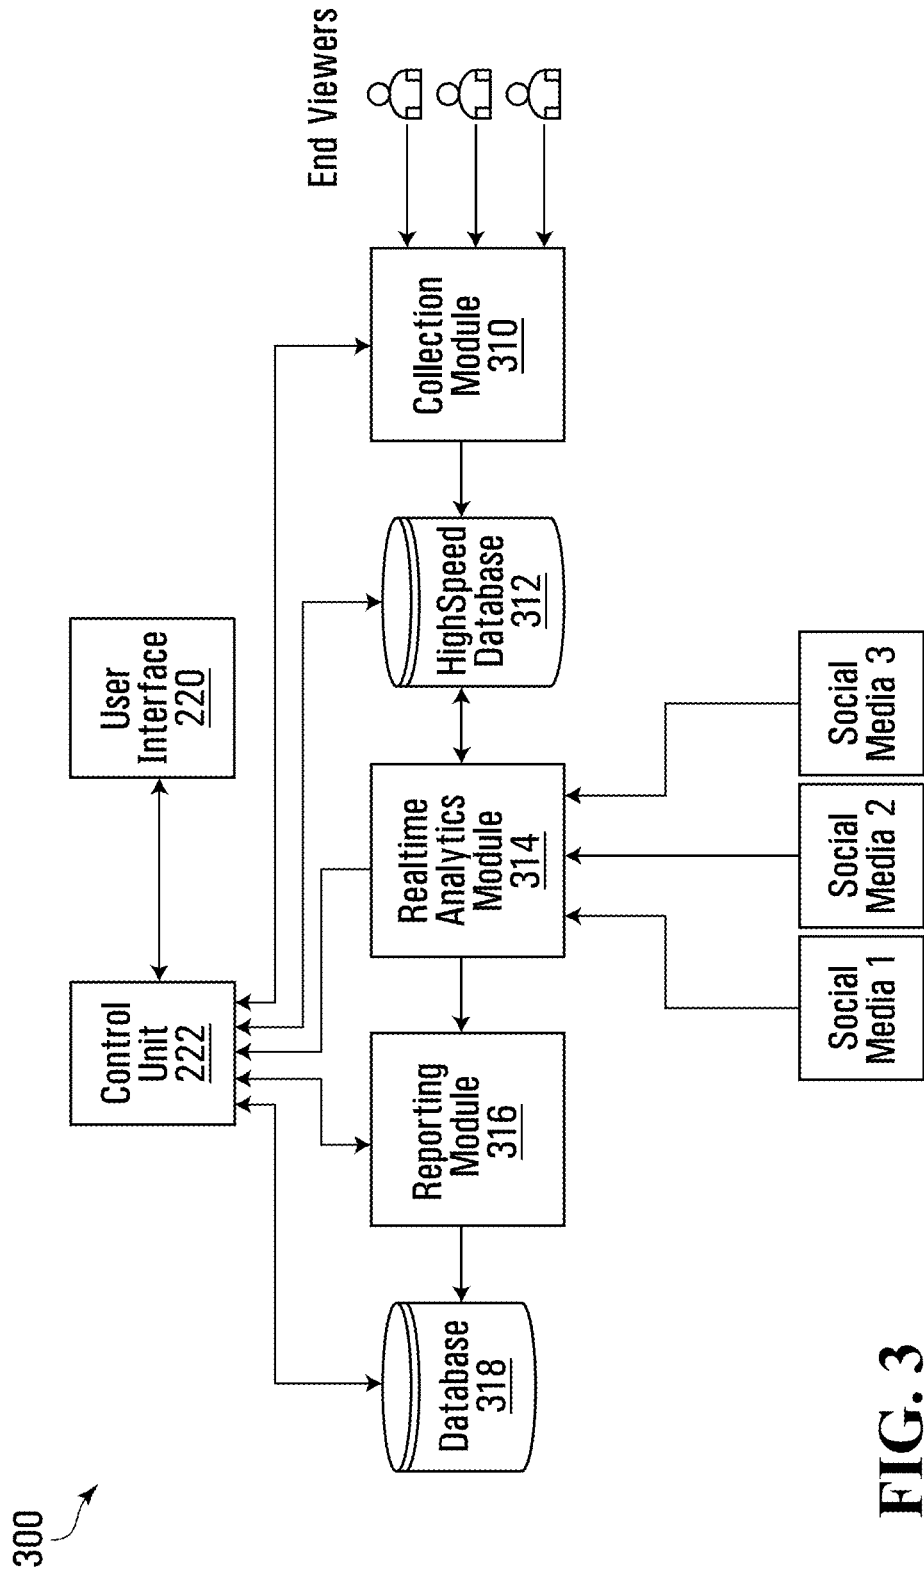 300
Control
Unit
222
User
Interface
220
End Viewers
Database
318
Reporting
Module
316
Realtime
Analytics
Module
314
HighSpeed
Database
312
Collection
Module
310
Social
Media 1
Social
Media 2
Social
Media 3
FIG. 3